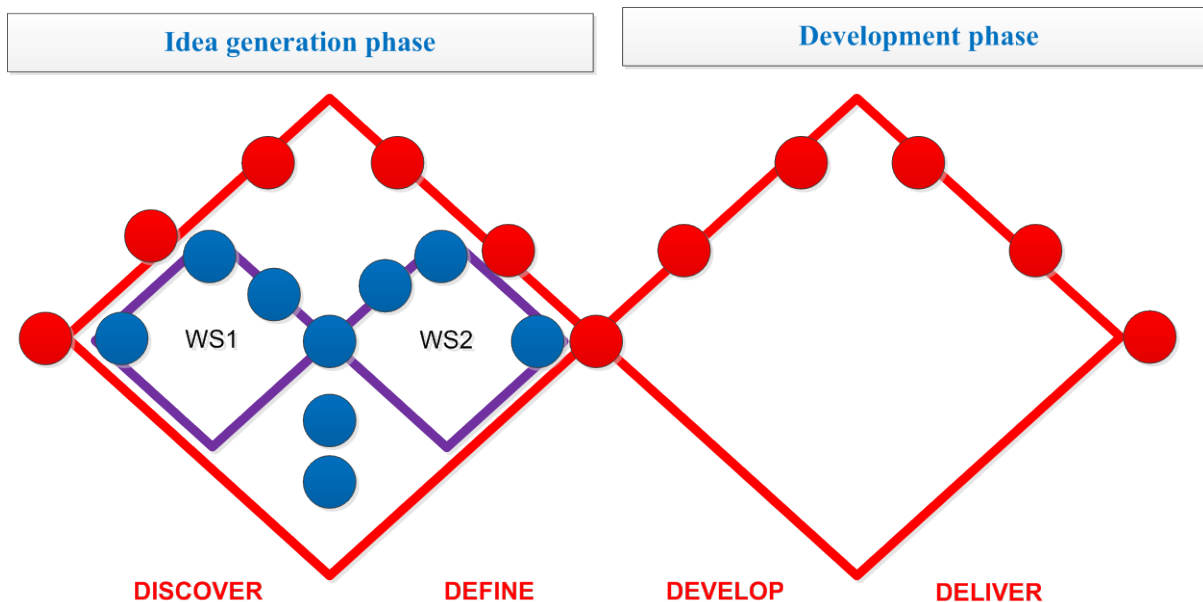 Idea generation phase
Development phase
WS1
WS2
DISCOVER
DEFINE
DEVELOP
DELIVER